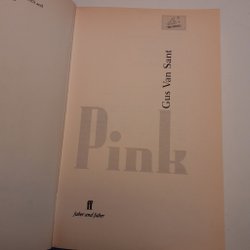 Gus Van Sant
Pink
ff
faber and faber